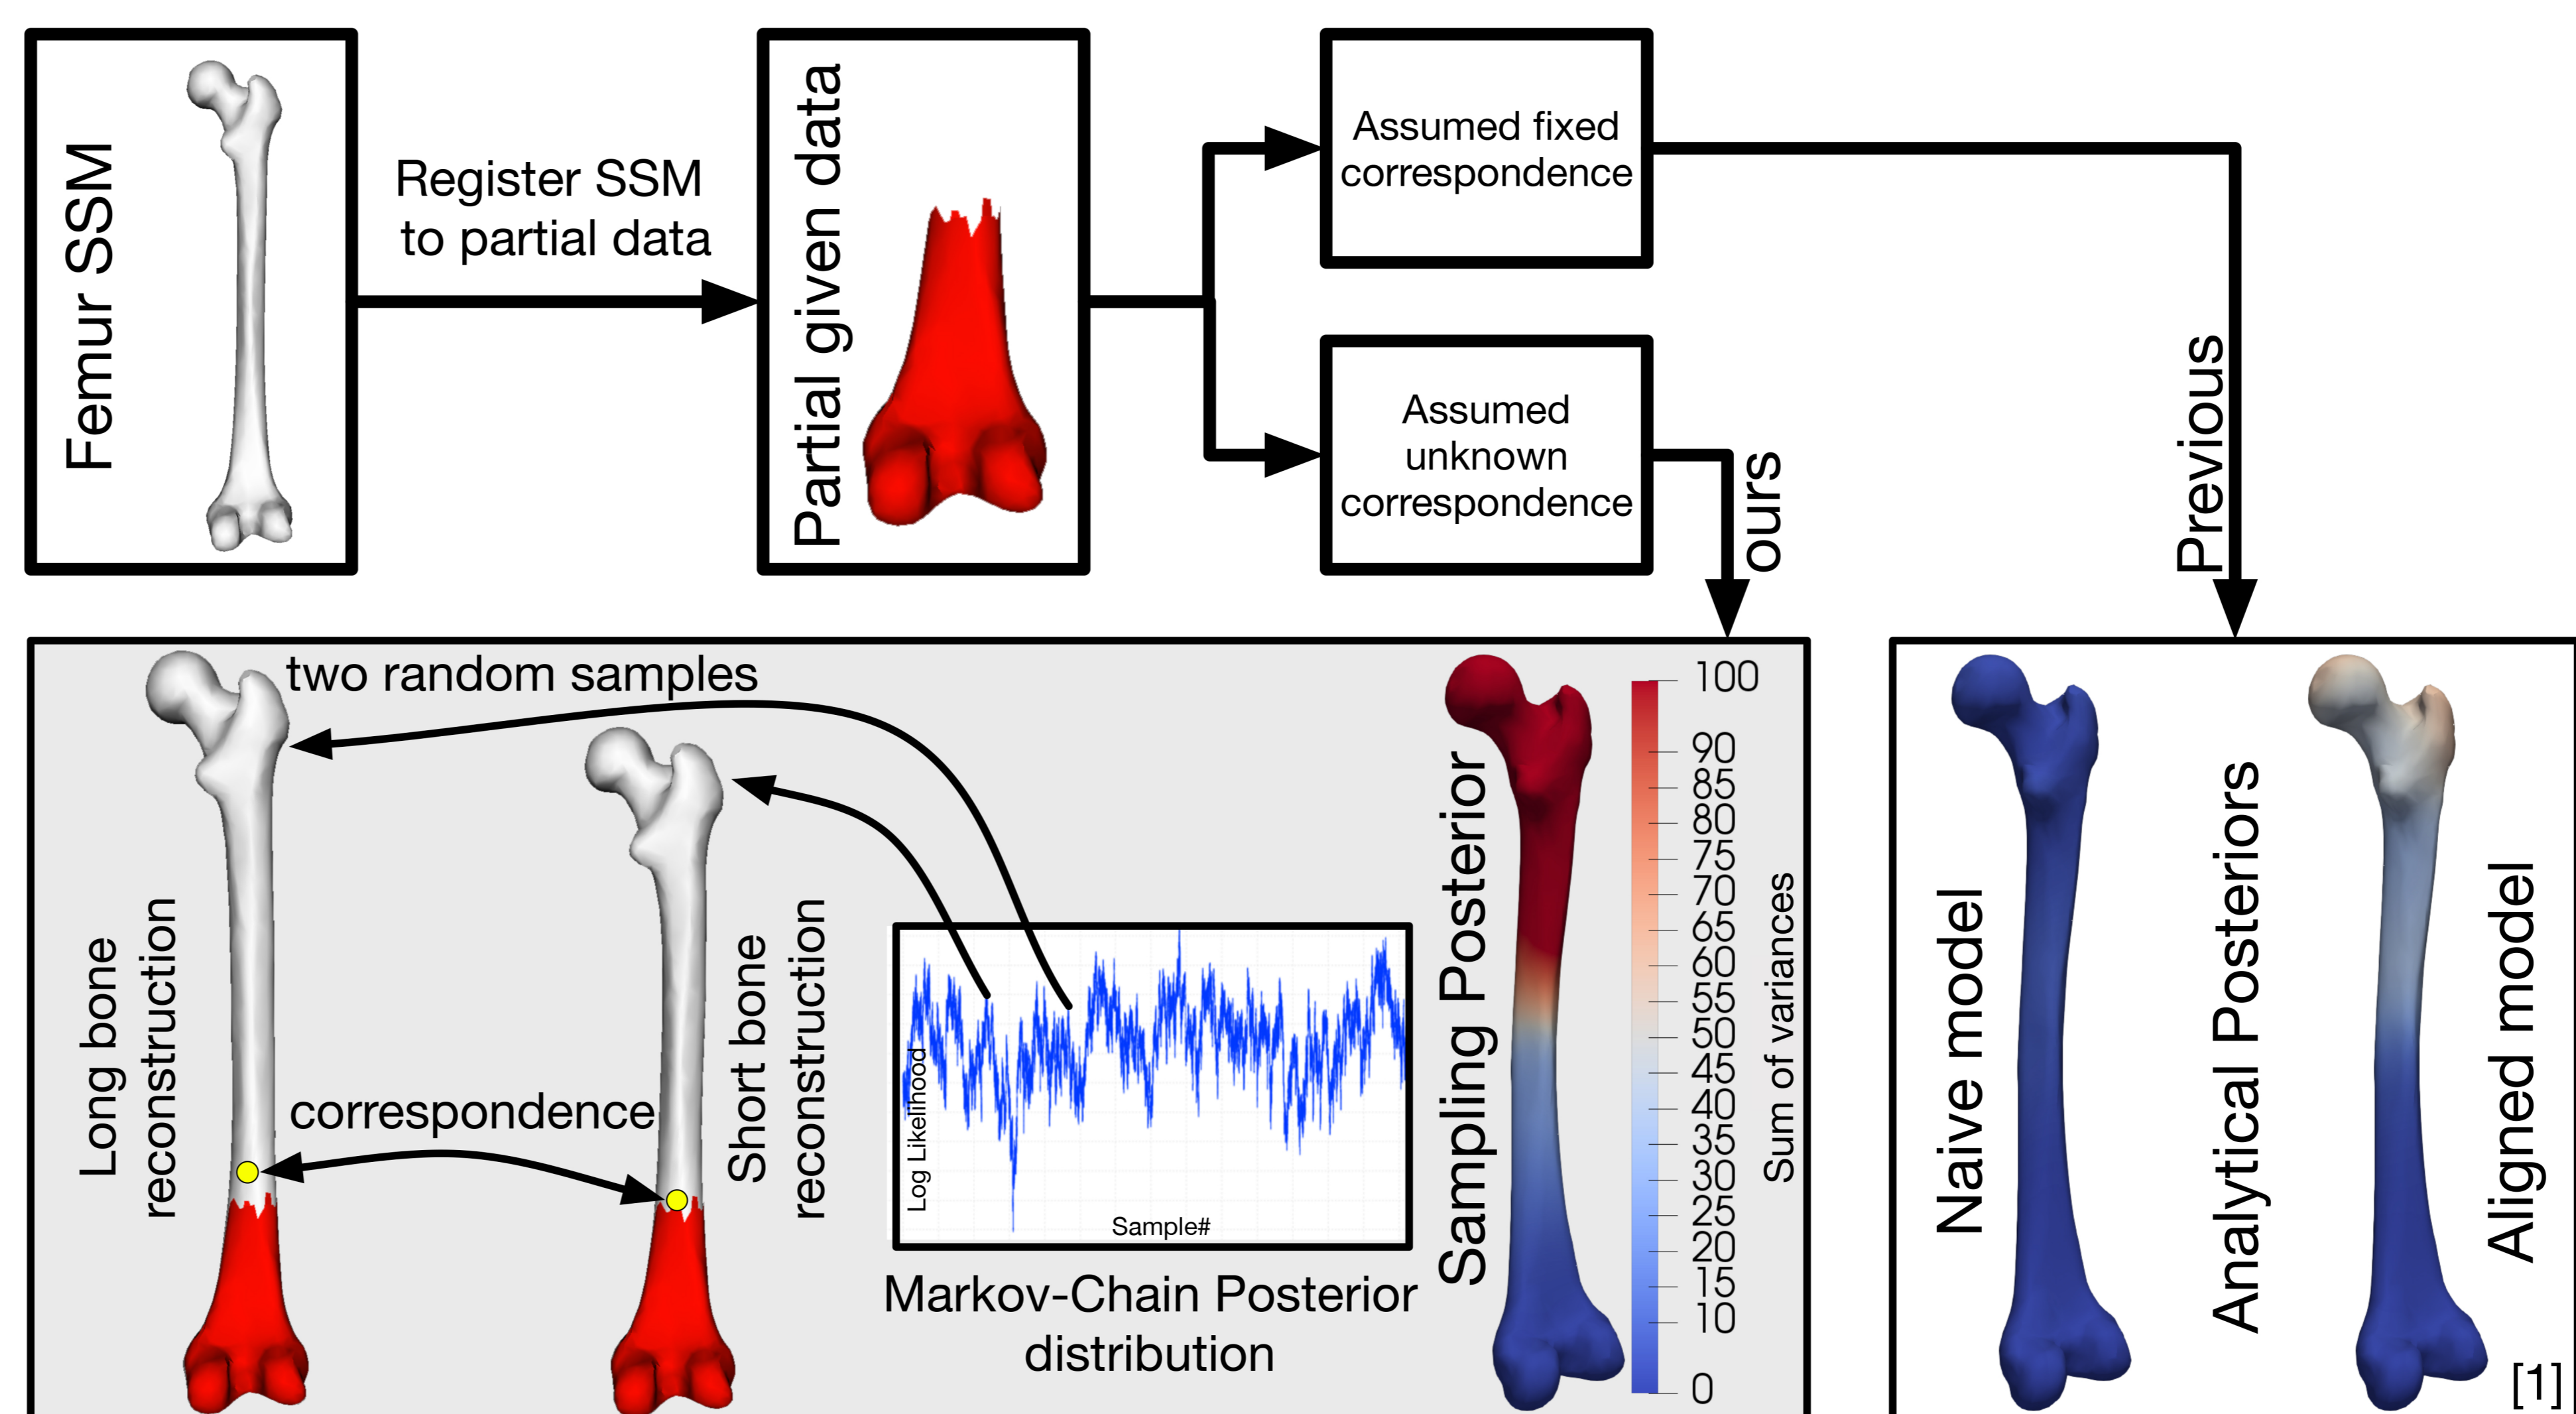 Femur SSM
Register SSM
to partial data
Partial given data
Assumed fixed
correspondence
Assumed
unknown
correspondence
ours
Previous
two random samples
Long bone
reconstruction
correspondence
Short bone
reconstruction
Log Likelihood
Sample#
Markov-Chain Posterior
distribution
Sampling Posterior
100
90
85
80
75
70
65
60
55
50
45
40
35
30
25
20
15
10
0
Sum of variances
Naive model
Analytical Posteriors
Aligned model
[1]